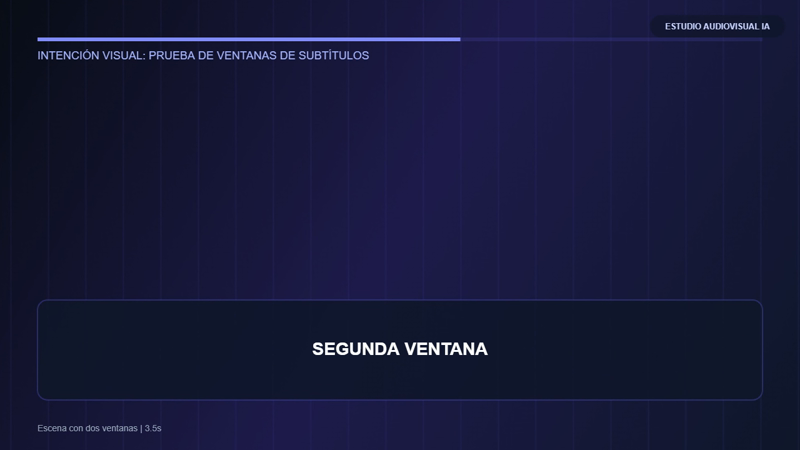 ESTUDIO AUDIOVISUAL IA
INTENCIÓN VISUAL: PRUEBA DE VENTANAS DE SUBTÍTULOS
SEGUNDA VENTANA
Escena con dos ventanas | 3.5s